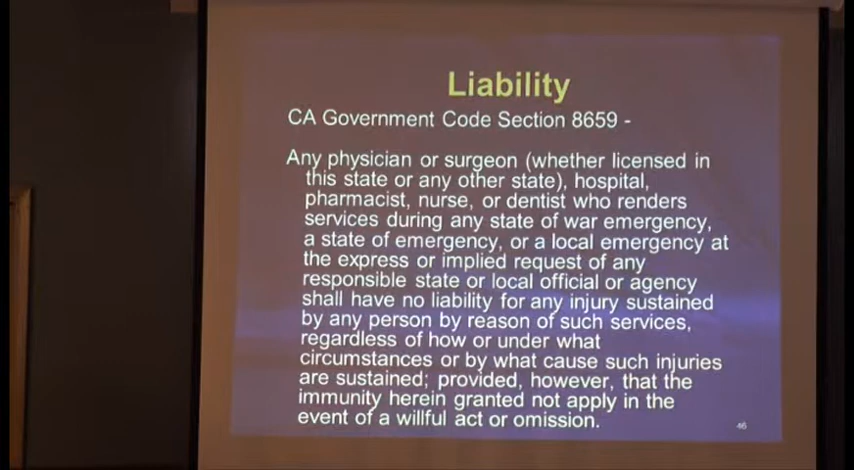 Liability
CA Government Code Section 8659 -
Any physician or surgeon (whether licensed in
this state or any other state), hospital,
pharmacist, nurse, or dentist who renders
services during any state of war emergency,
a state of emergency, or a local emergency at
the express or implied request of any
responsible state or local official or agency
shall have no liability for any injury sustained
by any person by reason of such services,
regardless of how or under what
circumstances or by what cause such injuries
are sustained; provided, however, that the
immunity herein granted not apply in the
event of a willful act or omission.
46